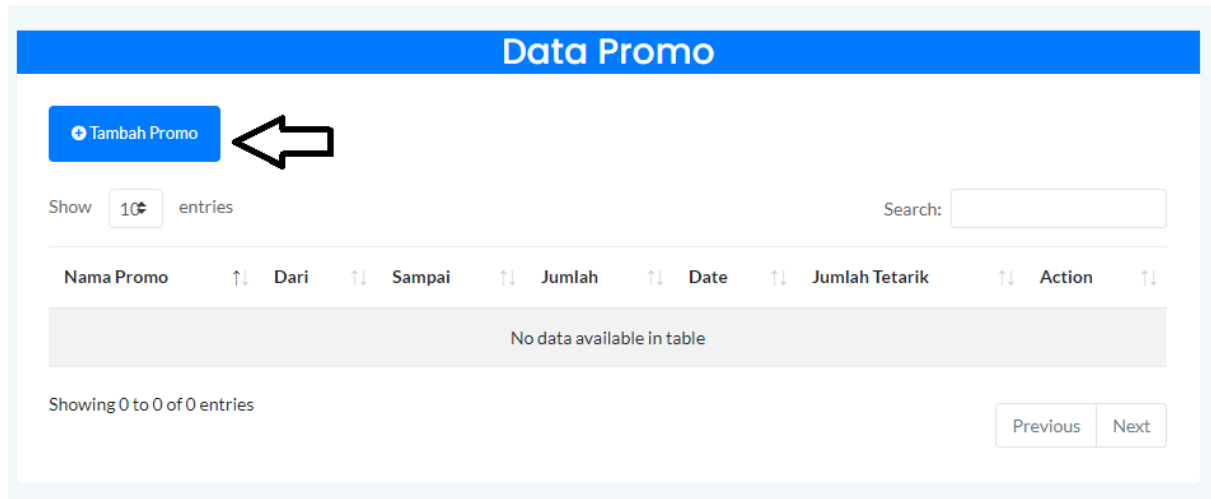 Data Promo
Tambah Promo
Show 10 entries Search:
Nama Promo Dari Sampai Jumlah Date Jumlah Tetarik Action
No data available in table
Showing 0 to 0 of 0 entries
Previous Next